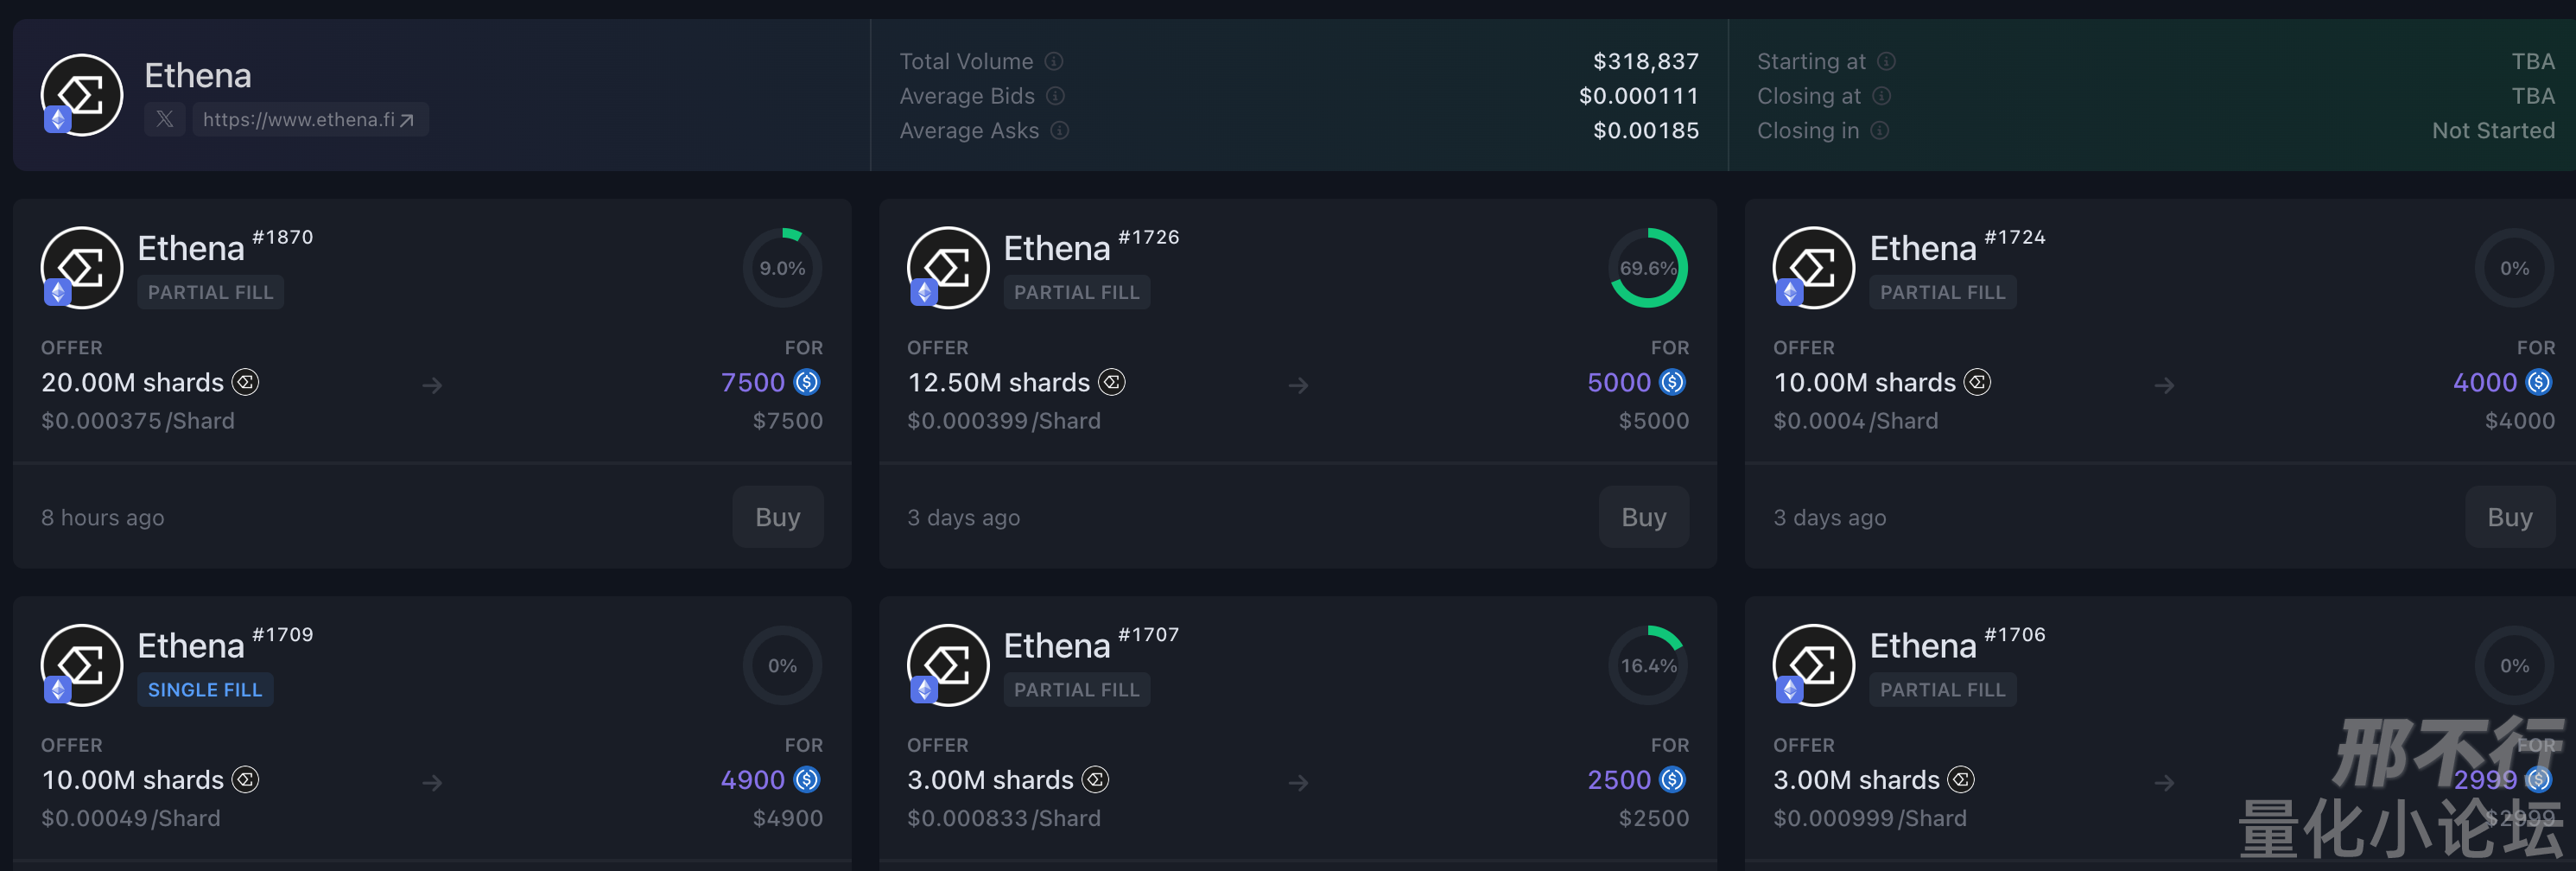 Ethena
https://www.ethena.fi
Total Volume $318,837
Average Bids $0.000111
Average Asks $0.00185
Starting at TBA
Closing at TBA
Closing in Not Started
Ethena #1870
PARTIAL FILL
9.0%
OFFER FOR
20.00M shards 7500
$0.000375/Shard $7500
8 hours ago Buy
Ethena #1726
PARTIAL FILL
69.6%
OFFER FOR
12.50M shards 5000
$0.000399/Shard $5000
3 days ago Buy
Ethena #1724
PARTIAL FILL
0%
OFFER FOR
10.00M shards 4000
$0.0004/Shard $4000
3 days ago Buy
Ethena #1709
SINGLE FILL
0%
OFFER FOR
10.00M shards 4900
$0.00049/Shard $4900
Ethena #1707
PARTIAL FILL
16.4%
OFFER FOR
3.00M shards 2500
$0.000833/Shard $2500
Ethena #1706
PARTIAL FILL
0%
OFFER FOR
3.00M shards 2999
$0.000999/Shard $2999
邢不行
量化小论坛